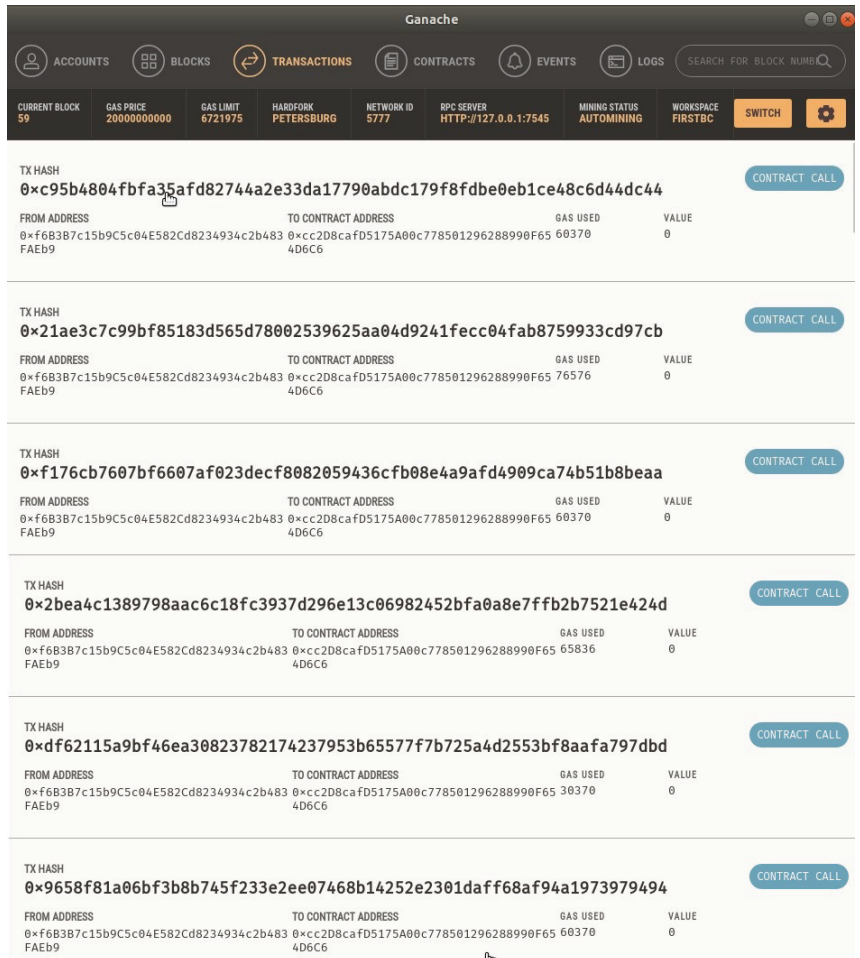 Ganache
ACCOUNTS BLOCKS TRANSACTIONS CONTRACTS EVENTS LOGS SEARCH FOR BLOCK NUMB
CURRENT BLOCK GAS PRICE GAS LIMIT HARDFORK NETWORK ID RPC SERVER MINING STATUS WORKSPACE SWITCH
59 20000000000 6721975 PETERSBURG 5777 HTTP://127.0.0.1:7545 AUTOMINING FIRSTBC
TX HASH CONTRACT CALL
0×c95b4804fbfa35afd82744a2e33da17790abdc179f8fdbe0eb1ce48c6d44dc44
FROM ADDRESS TO CONTRACT ADDRESS GAS USED VALUE
0×f6B3B7c15b9C5c04E582Cd8234934c2b483 0×cc2D8cafD5175A00c778501296288990F65 60370 0
FAEb9 4D6C6
TX HASH CONTRACT CALL
0×21ae3c7c99bf85183d565d78002539625aa04d9241fecc04fab8759933cd97cb
FROM ADDRESS TO CONTRACT ADDRESS GAS USED VALUE
0×f6B3B7c15b9C5c04E582Cd8234934c2b483 0×cc2D8cafD5175A00c778501296288990F65 76576 0
FAEb9 4D6C6
TX HASH CONTRACT CALL
0×f176cb7607bf6607af023decf8082059436cfb08e4a9afd4909ca74b51b8beaa
FROM ADDRESS TO CONTRACT ADDRESS GAS USED VALUE
0×f6B3B7c15b9C5c04E582Cd8234934c2b483 0×cc2D8cafD5175A00c778501296288990F65 60370 0
FAEb9 4D6C6
TX HASH CONTRACT CALL
0×2bea4c1389798aac6c18fc3937d296e13c06982452bfa0a8e7ffb2b7521e424d
FROM ADDRESS TO CONTRACT ADDRESS GAS USED VALUE
0×f6B3B7c15b9C5c04E582Cd8234934c2b483 0×cc2D8cafD5175A00c778501296288990F65 65836 0
FAEb9 4D6C6
TX HASH CONTRACT CALL
0×df62115a9bf46ea30823782174237953b65577f7b725a4d2553bf8aafa797dbd
FROM ADDRESS TO CONTRACT ADDRESS GAS USED VALUE
0×f6B3B7c15b9C5c04E582Cd8234934c2b483 0×cc2D8cafD5175A00c778501296288990F65 30370 0
FAEb9 4D6C6
TX HASH CONTRACT CALL
0×9658f81a06bf3b8b745f233e2ee07468b14252e2301daff68af94a1973979494
FROM ADDRESS TO CONTRACT ADDRESS GAS USED VALUE
0×f6B3B7c15b9C5c04E582Cd8234934c2b483 0×cc2D8cafD5175A00c778501296288990F65 60370 0
FAEb9 4D6C6